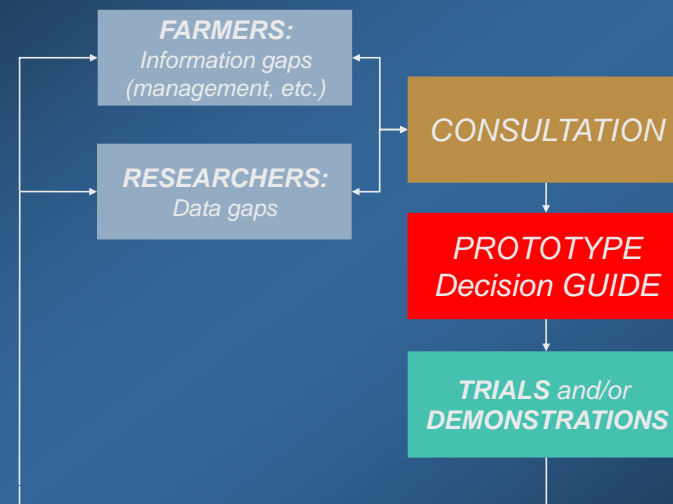 FARMERS:
Information gaps
(management, etc.)
RESEARCHERS:
Data gaps
CONSULTATION
PROTOTYPE
Decision GUIDE
TRIALS and/or
DEMONSTRATIONS